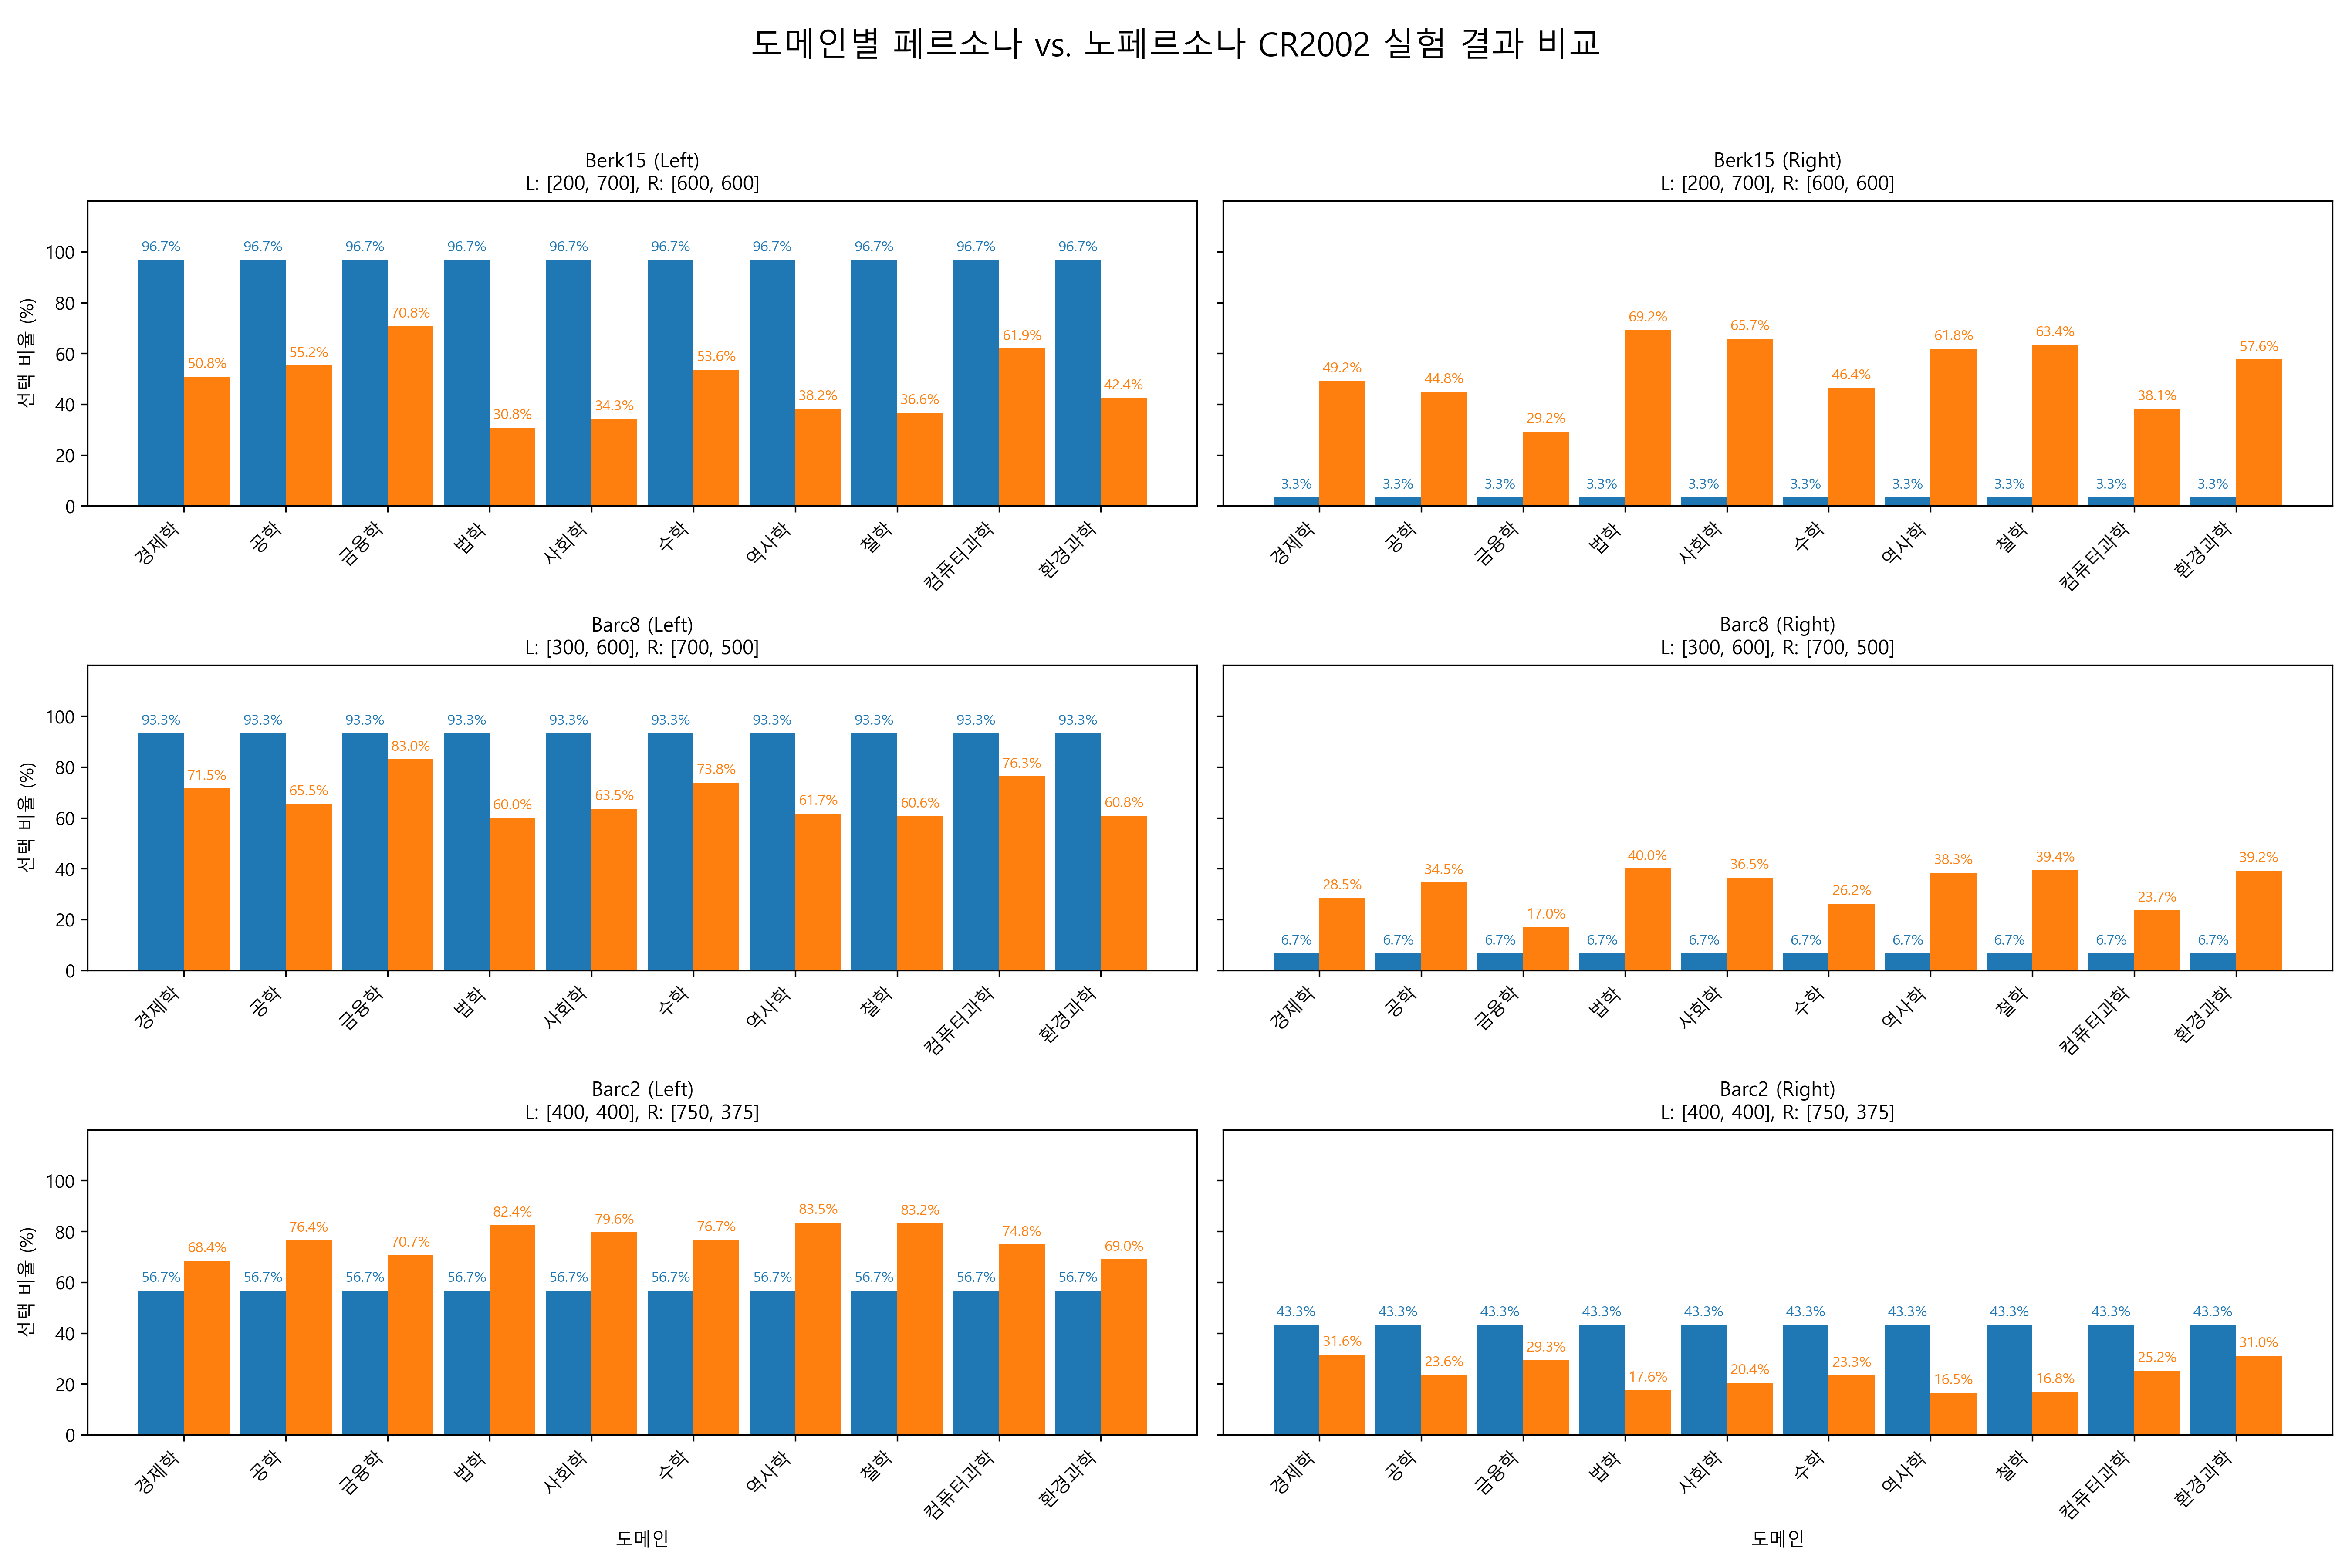 도메인별 페르소나 vs. 노페르소나 CR2002 실험 결과 비교
Berk15 (Left)
L: [200, 700], R: [600, 600]
선택 비율 (%)
100
80
60
40
20
0
96.7% 96.7% 96.7% 96.7% 96.7% 96.7% 96.7% 96.7% 96.7% 96.7%
50.8% 55.2% 70.8% 30.8% 34.3% 53.6% 38.2% 36.6% 61.9% 42.4%
경제학 공학 금융학 법학 사회학 수학 역사학 철학 컴퓨터과학 환경과학
Berk15 (Right)
L: [200, 700], R: [600, 600]
3.3% 3.3% 3.3% 3.3% 3.3% 3.3% 3.3% 3.3% 3.3% 3.3%
49.2% 44.8% 29.2% 69.2% 65.7% 46.4% 61.8% 63.4% 38.1% 57.6%
경제학 공학 금융학 법학 사회학 수학 역사학 철학 컴퓨터과학 환경과학
Barc8 (Left)
L: [300, 600], R: [700, 500]
선택 비율 (%)
100
80
60
40
20
0
93.3% 93.3% 93.3% 93.3% 93.3% 93.3% 93.3% 93.3% 93.3% 93.3%
71.5% 65.5% 83.0% 60.0% 63.5% 73.8% 61.7% 60.6% 76.3% 60.8%
경제학 공학 금융학 법학 사회학 수학 역사학 철학 컴퓨터과학 환경과학
Barc8 (Right)
L: [300, 600], R: [700, 500]
6.7% 6.7% 6.7% 6.7% 6.7% 6.7% 6.7% 6.7% 6.7% 6.7%
28.5% 34.5% 17.0% 40.0% 36.5% 26.2% 38.3% 39.4% 23.7% 39.2%
경제학 공학 금융학 법학 사회학 수학 역사학 철학 컴퓨터과학 환경과학
Barc2 (Left)
L: [400, 400], R: [750, 375]
선택 비율 (%)
100
80
60
40
20
0
56.7% 56.7% 56.7% 56.7% 56.7% 56.7% 56.7% 56.7% 56.7% 56.7%
68.4% 76.4% 70.7% 82.4% 79.6% 76.7% 83.5% 83.2% 74.8% 69.0%
경제학 공학 금융학 법학 사회학 수학 역사학 철학 컴퓨터과학 환경과학
도메인
Barc2 (Right)
L: [400, 400], R: [750, 375]
43.3% 43.3% 43.3% 43.3% 43.3% 43.3% 43.3% 43.3% 43.3% 43.3%
31.6% 23.6% 29.3% 17.6% 20.4% 23.3% 16.5% 16.8% 25.2% 31.0%
경제학 공학 금융학 법학 사회학 수학 역사학 철학 컴퓨터과학 환경과학
도메인